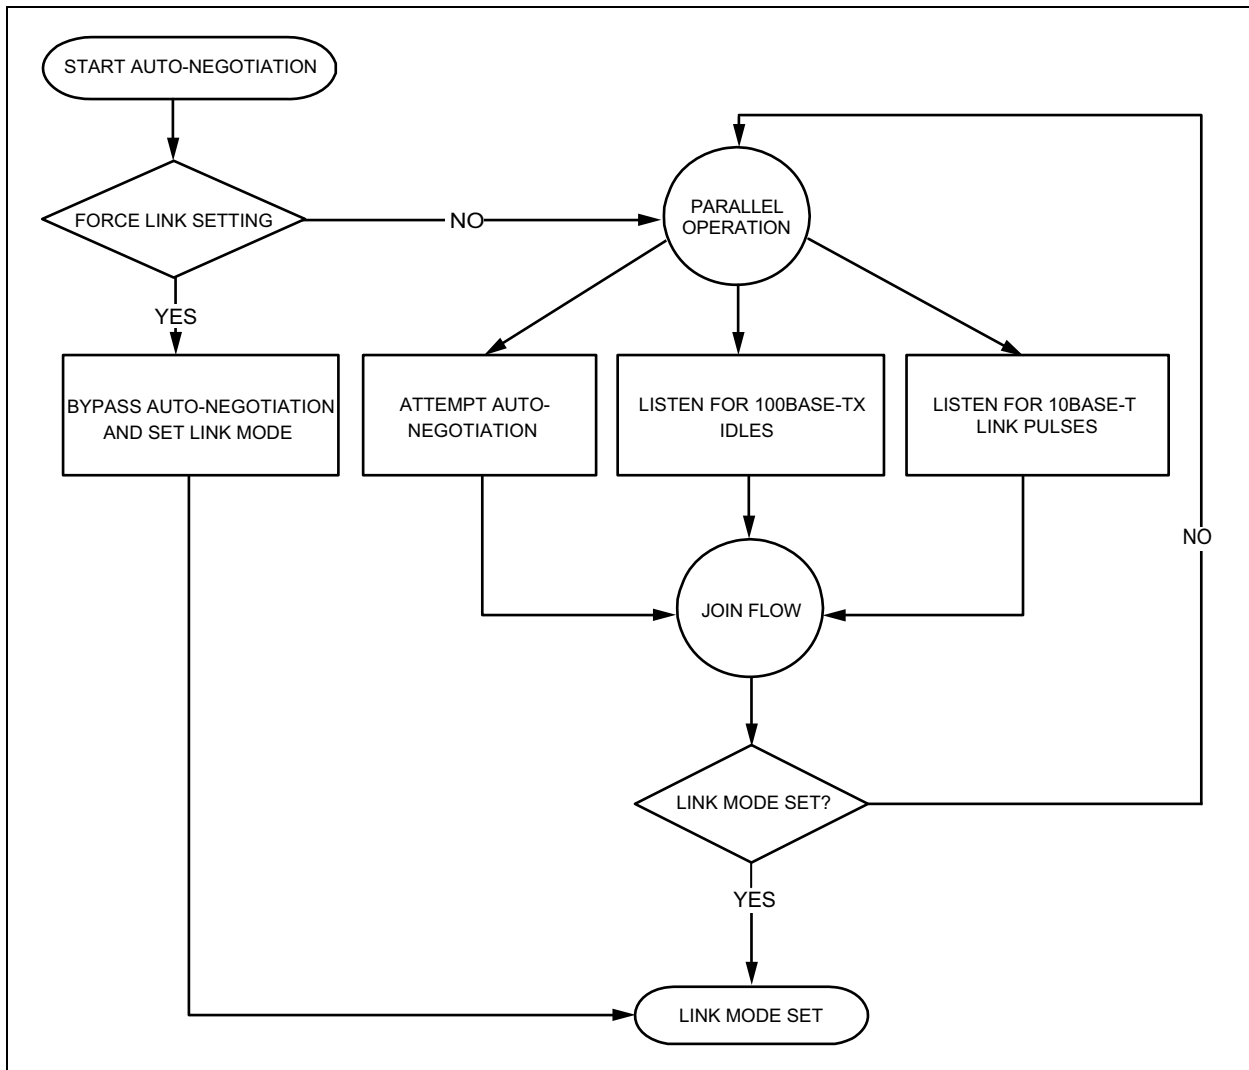 START AUTO-NEGOTIATION
FORCE LINK SETTING
NO
PARALLEL
OPERATION
YES
BYPASS AUTO-NEGOTIATION
AND SET LINK MODE
ATTEMPT AUTO-
NEGOTIATION
LISTEN FOR 100BASE-TX
IDLES
LISTEN FOR 10BASE-T
LINK PULSES
NO
JOIN FLOW
LINK MODE SET?
YES
LINK MODE SET